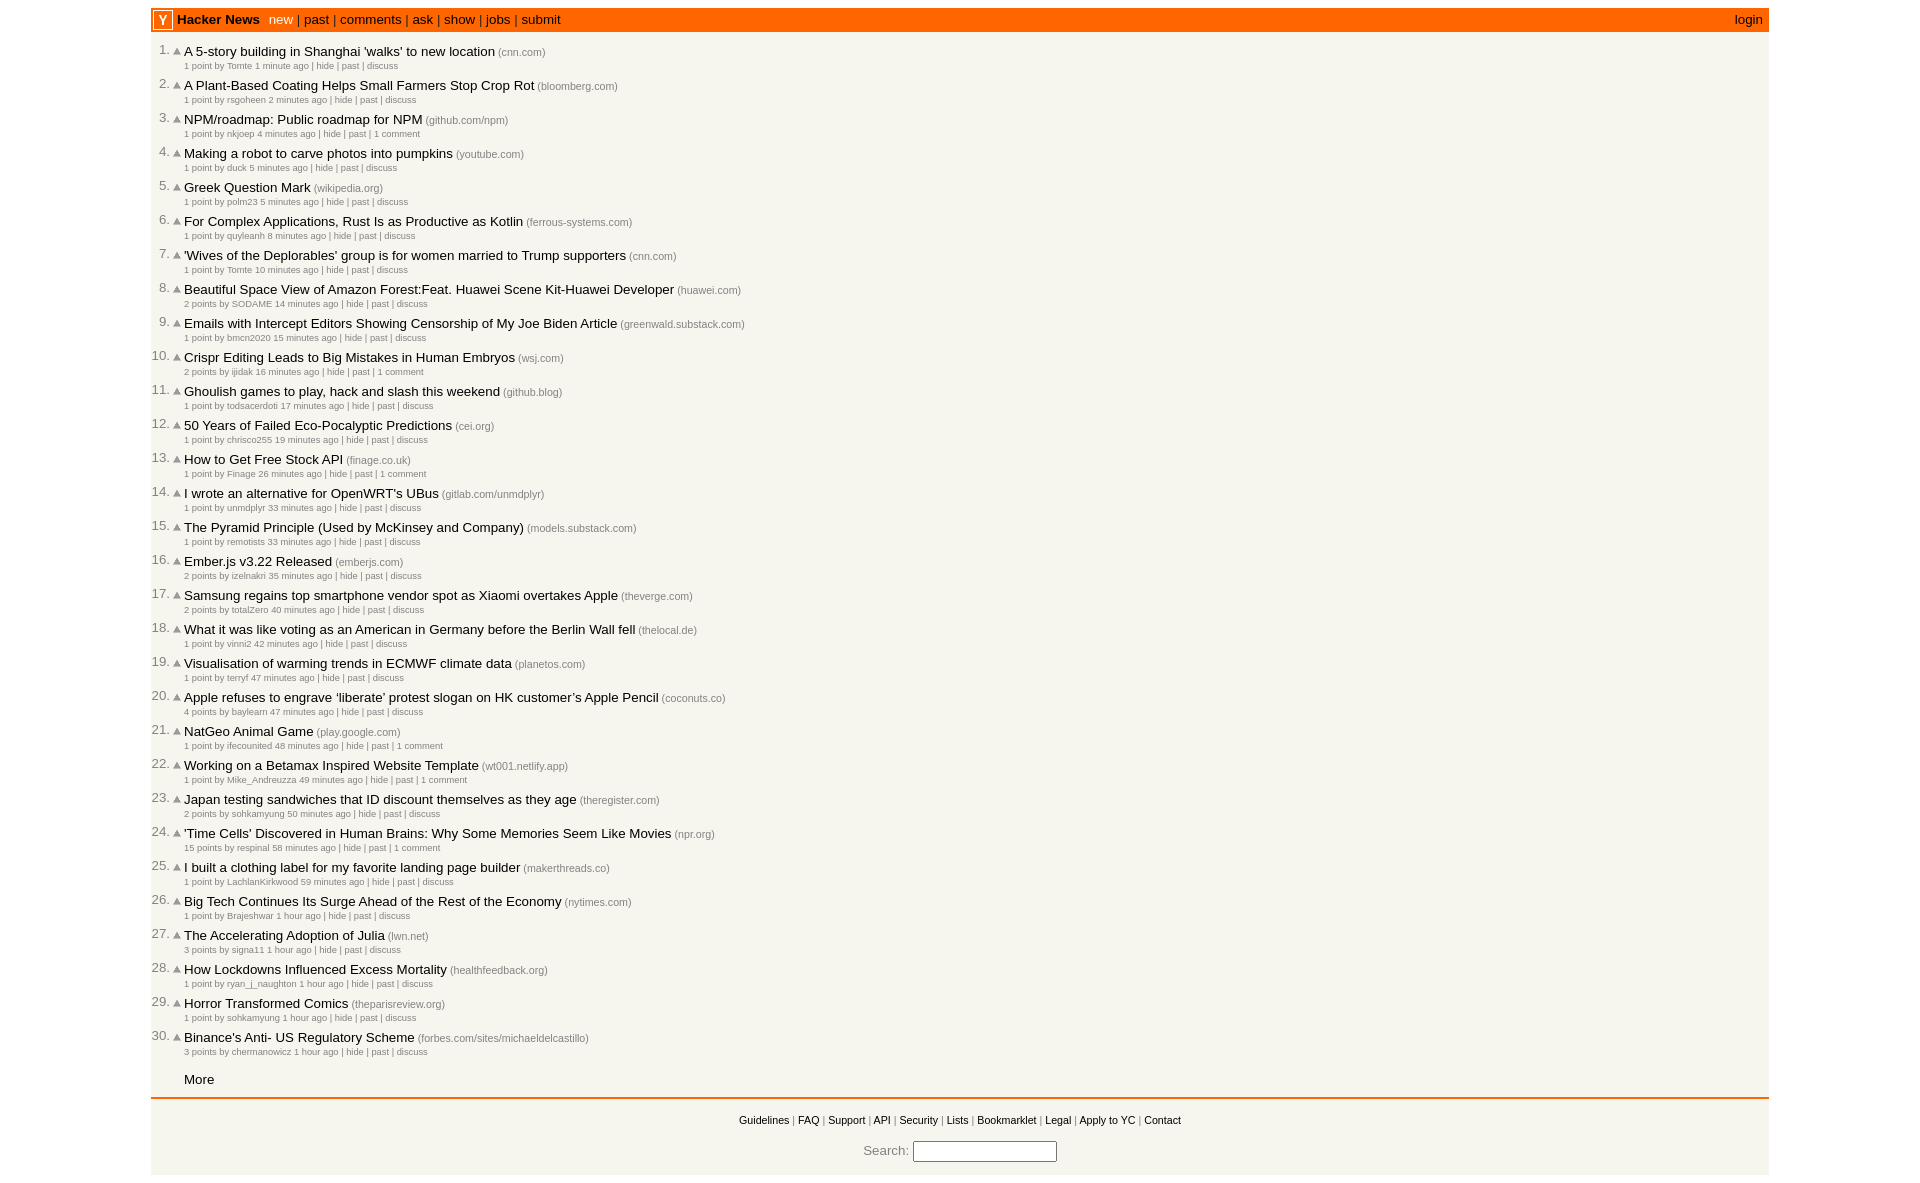 Y Hacker News new | past | comments | ask | show | jobs | submit login
1. A 5-story building in Shanghai 'walks' to new location (cnn.com)
1 point by Tomte 1 minute ago | hide | past | discuss
2. A Plant-Based Coating Helps Small Farmers Stop Crop Rot (bloomberg.com)
1 point by rsgoheen 2 minutes ago | hide | past | discuss
3. NPM/roadmap: Public roadmap for NPM (github.com/npm)
1 point by nkjoep 4 minutes ago | hide | past | 1 comment
4. Making a robot to carve photos into pumpkins (youtube.com)
1 point by duck 5 minutes ago | hide | past | discuss
5. Greek Question Mark (wikipedia.org)
1 point by polm23 5 minutes ago | hide | past | discuss
6. For Complex Applications, Rust Is as Productive as Kotlin (ferrous-systems.com)
1 point by quyleanh 8 minutes ago | hide | past | discuss
7. 'Wives of the Deplorables' group is for women married to Trump supporters (cnn.com)
1 point by Tomte 10 minutes ago | hide | past | discuss
8. Beautiful Space View of Amazon Forest:Feat. Huawei Scene Kit-Huawei Developer (huawei.com)
2 points by SODAME 14 minutes ago | hide | past | discuss
9. Emails with Intercept Editors Showing Censorship of My Joe Biden Article (greenwald.substack.com)
1 point by bmcn2020 15 minutes ago | hide | past | discuss
10. Crispr Editing Leads to Big Mistakes in Human Embryos (wsj.com)
2 points by ijidak 16 minutes ago | hide | past | 1 comment
11. Ghoulish games to play, hack and slash this weekend (github.blog)
1 point by todsacerdoti 17 minutes ago | hide | past | discuss
12. 50 Years of Failed Eco-Pocalyptic Predictions (cei.org)
1 point by chrisco255 19 minutes ago | hide | past | discuss
13. How to Get Free Stock API (finage.co.uk)
1 point by Finage 26 minutes ago | hide | past | 1 comment
14. I wrote an alternative for OpenWRT's UBus (gitlab.com/unmdplyr)
1 point by unmdplyr 33 minutes ago | hide | past | discuss
15. The Pyramid Principle (Used by McKinsey and Company) (models.substack.com)
1 point by remotists 33 minutes ago | hide | past | discuss
16. Ember.js v3.22 Released (emberjs.com)
2 points by izelnakri 35 minutes ago | hide | past | discuss
17. Samsung regains top smartphone vendor spot as Xiaomi overtakes Apple (theverge.com)
2 points by totalZero 40 minutes ago | hide | past | discuss
18. What it was like voting as an American in Germany before the Berlin Wall fell (thelocal.de)
1 point by vinni2 42 minutes ago | hide | past | discuss
19. Visualisation of warming trends in ECMWF climate data (planetos.com)
1 point by terryf 47 minutes ago | hide | past | discuss
20. Apple refuses to engrave ‘liberate’ protest slogan on HK customer’s Apple Pencil (coconuts.co)
4 points by baylearn 47 minutes ago | hide | past | discuss
21. NatGeo Animal Game (play.google.com)
1 point by ifecounited 48 minutes ago | hide | past | 1 comment
22. Working on a Betamax Inspired Website Template (wt001.netlify.app)
1 point by Mike_Andreuzza 49 minutes ago | hide | past | 1 comment
23. Japan testing sandwiches that ID discount themselves as they age (theregister.com)
2 points by sohkamyung 50 minutes ago | hide | past | discuss
24. 'Time Cells' Discovered in Human Brains: Why Some Memories Seem Like Movies (npr.org)
15 points by respinal 58 minutes ago | hide | past | 1 comment
25. I built a clothing label for my favorite landing page builder (makerthreads.co)
1 point by LachlanKirkwood 59 minutes ago | hide | past | discuss
26. Big Tech Continues Its Surge Ahead of the Rest of the Economy (nytimes.com)
1 point by Brajeshwar 1 hour ago | hide | past | discuss
27. The Accelerating Adoption of Julia (lwn.net)
3 points by signa11 1 hour ago | hide | past | discuss
28. How Lockdowns Influenced Excess Mortality (healthfeedback.org)
1 point by ryan_j_naughton 1 hour ago | hide | past | discuss
29. Horror Transformed Comics (theparisreview.org)
1 point by sohkamyung 1 hour ago | hide | past | discuss
30. Binance's Anti- US Regulatory Scheme (forbes.com/sites/michaeldelcastillo)
3 points by chermanowicz 1 hour ago | hide | past | discuss
More
Guidelines | FAQ | Support | API | Security | Lists | Bookmarklet | Legal | Apply to YC | Contact
Search: